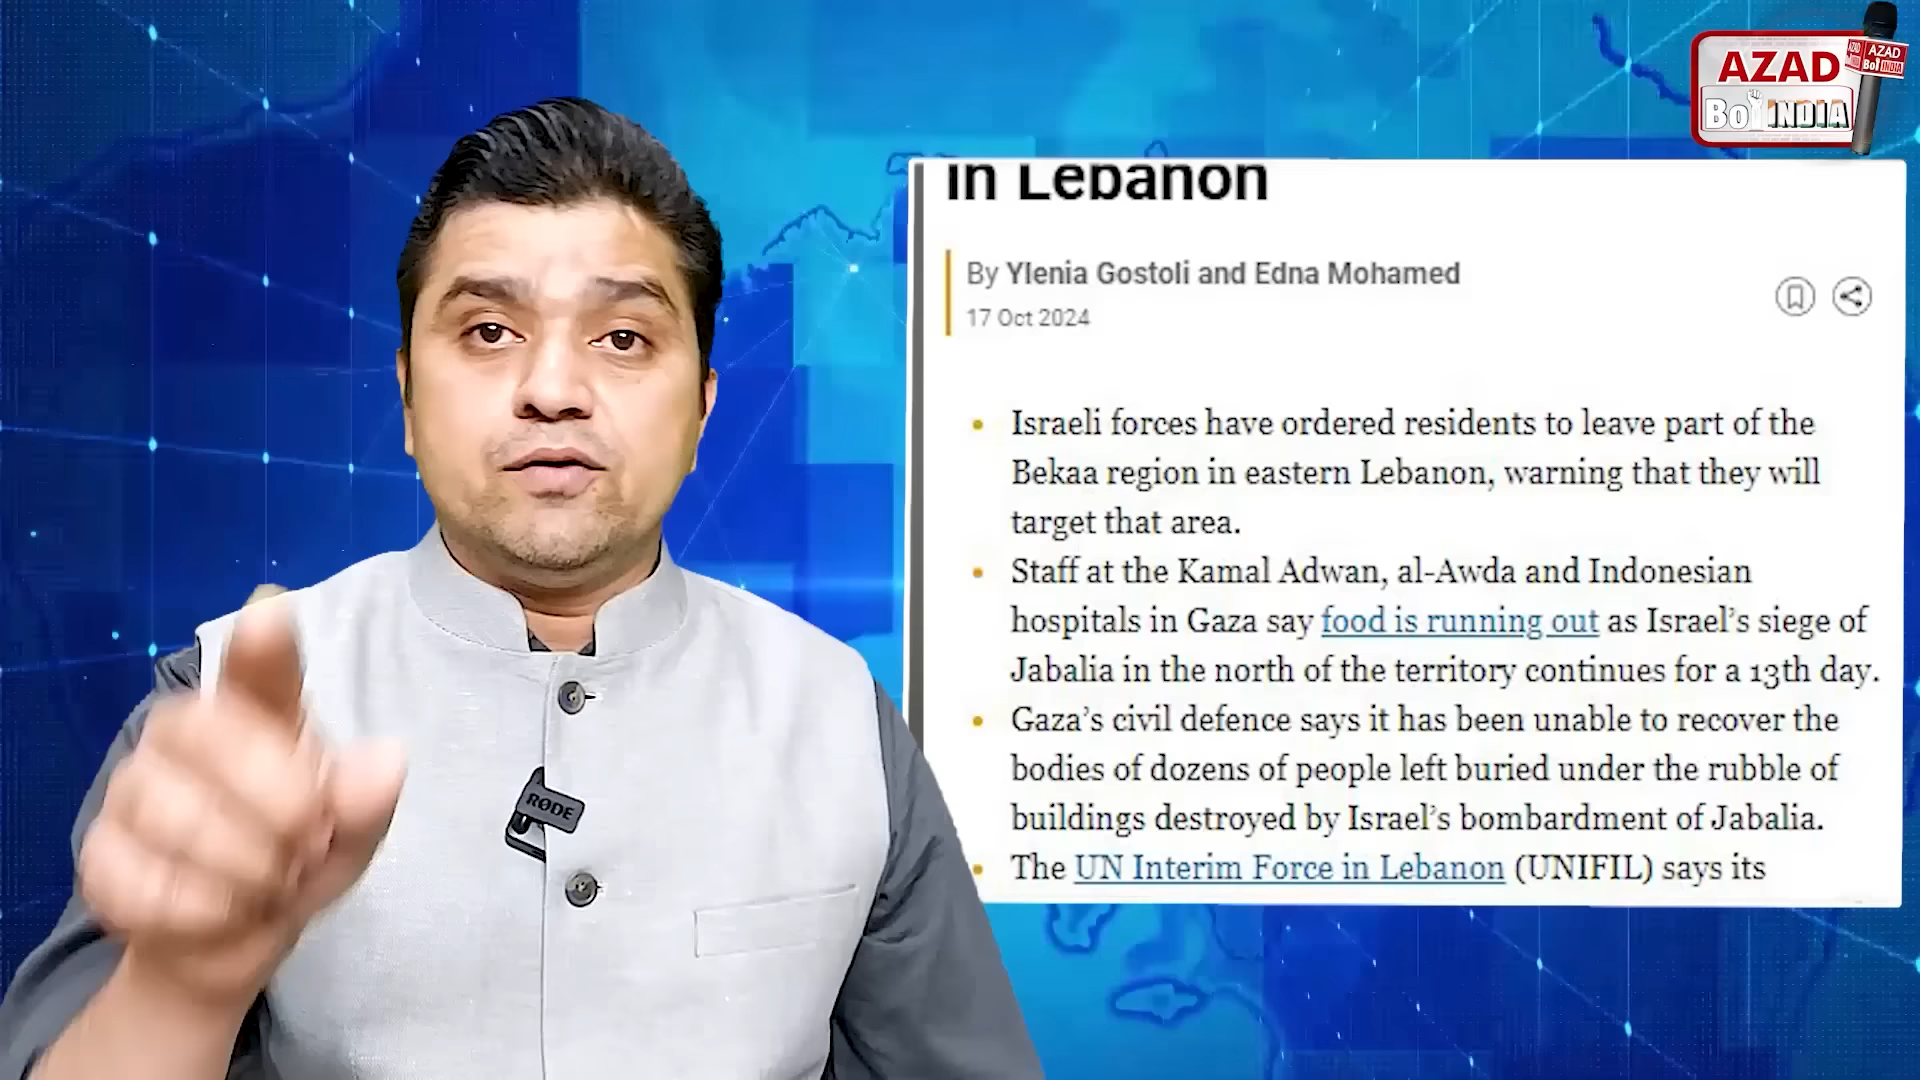 AZAD
Bol INDIA
AZAD
AZAD
Bol INDIA
in Lebanon
By Ylenia Gostoli and Edna Mohamed
17 Oct 2024
• Israeli forces have ordered residents to leave part of the
Bekaa region in eastern Lebanon, warning that they will
target that area.
• Staff at the Kamal Adwan, al-Awda and Indonesian
hospitals in Gaza say food is running out as Israel’s siege of
Jabalia in the north of the territory continues for a 13th day.
• Gaza’s civil defence says it has been unable to recover the
bodies of dozens of people left buried under the rubble of
buildings destroyed by Israel’s bombardment of Jabalia.
• The UN Interim Force in Lebanon (UNIFIL) says its
RØDE